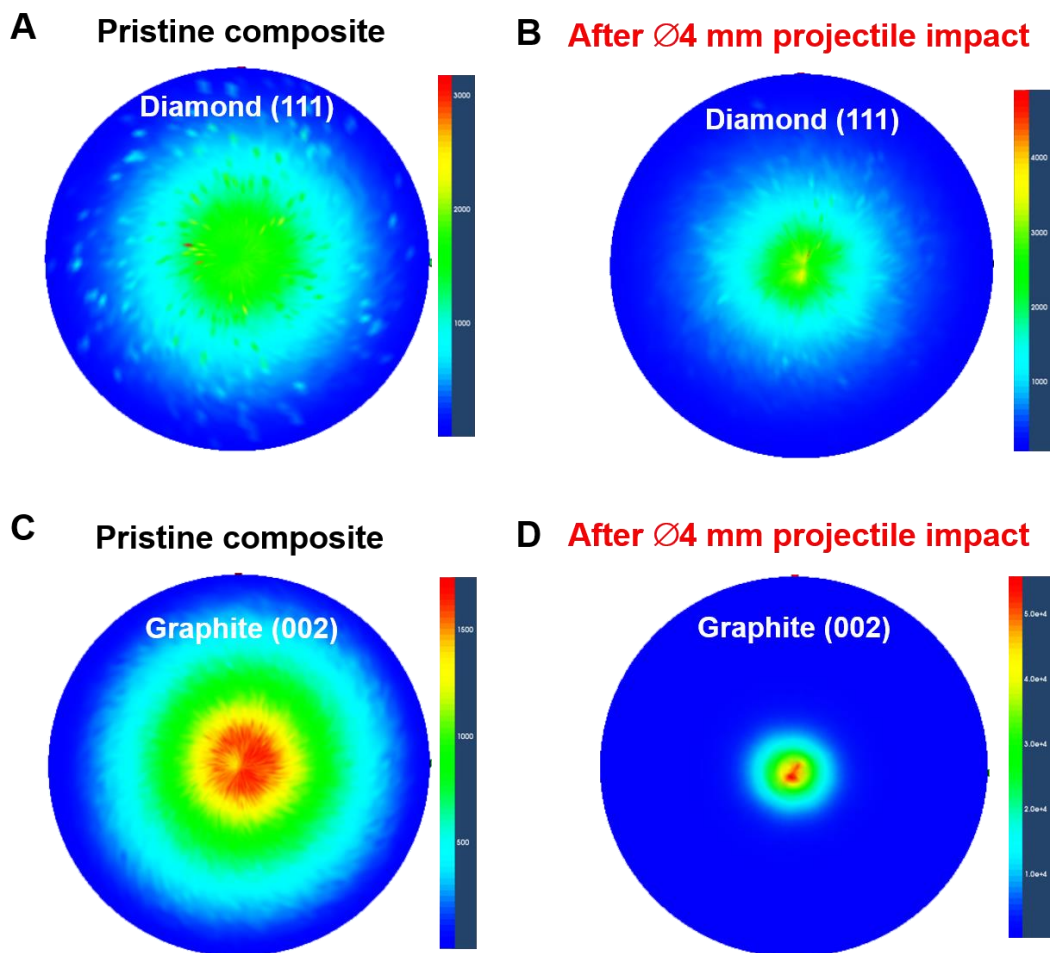 A Pristine composite
Diamond (111)
3000
2000
1000
B After ∅4 mm projectile impact
Diamond (111)
4000
3000
2000
1000
C Pristine composite
Graphite (002)
1500
1000
500
D After ∅4 mm projectile impact
Graphite (002)
5.0e+4
4.0e+4
3.0e+4
2.0e+4
1.0e+4